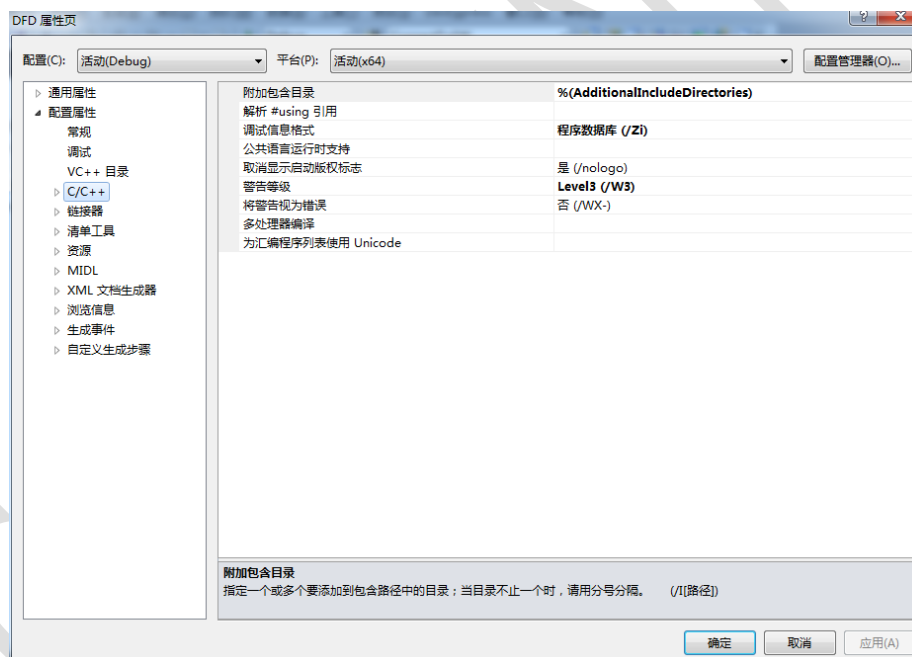 DFD 属性页
配置(C): 活动(Debug) 平台(P): 活动(x64) 配置管理器(O)...
通用属性
配置属性
常规
调试
VC++ 目录
C/C++
链接器
清单工具
资源
MIDL
XML 文档生成器
浏览信息
生成事件
自定义生成步骤
附加包含目录 %(AdditionalIncludeDirectories)
解析 #using 引用
调试信息格式 程序数据库 (/Zi)
公共语言运行时支持
取消显示启动版权标志 是 (/nologo)
警告等级 Level3 (/W3)
将警告视为错误 否 (/WX-)
多处理器编译
为汇编程序列表使用 Unicode
附加包含目录
指定一个或多个要添加到包含路径中的目录；当目录不止一个时，请用分号分隔。 (/I[路径])
确定 取消 应用(A)